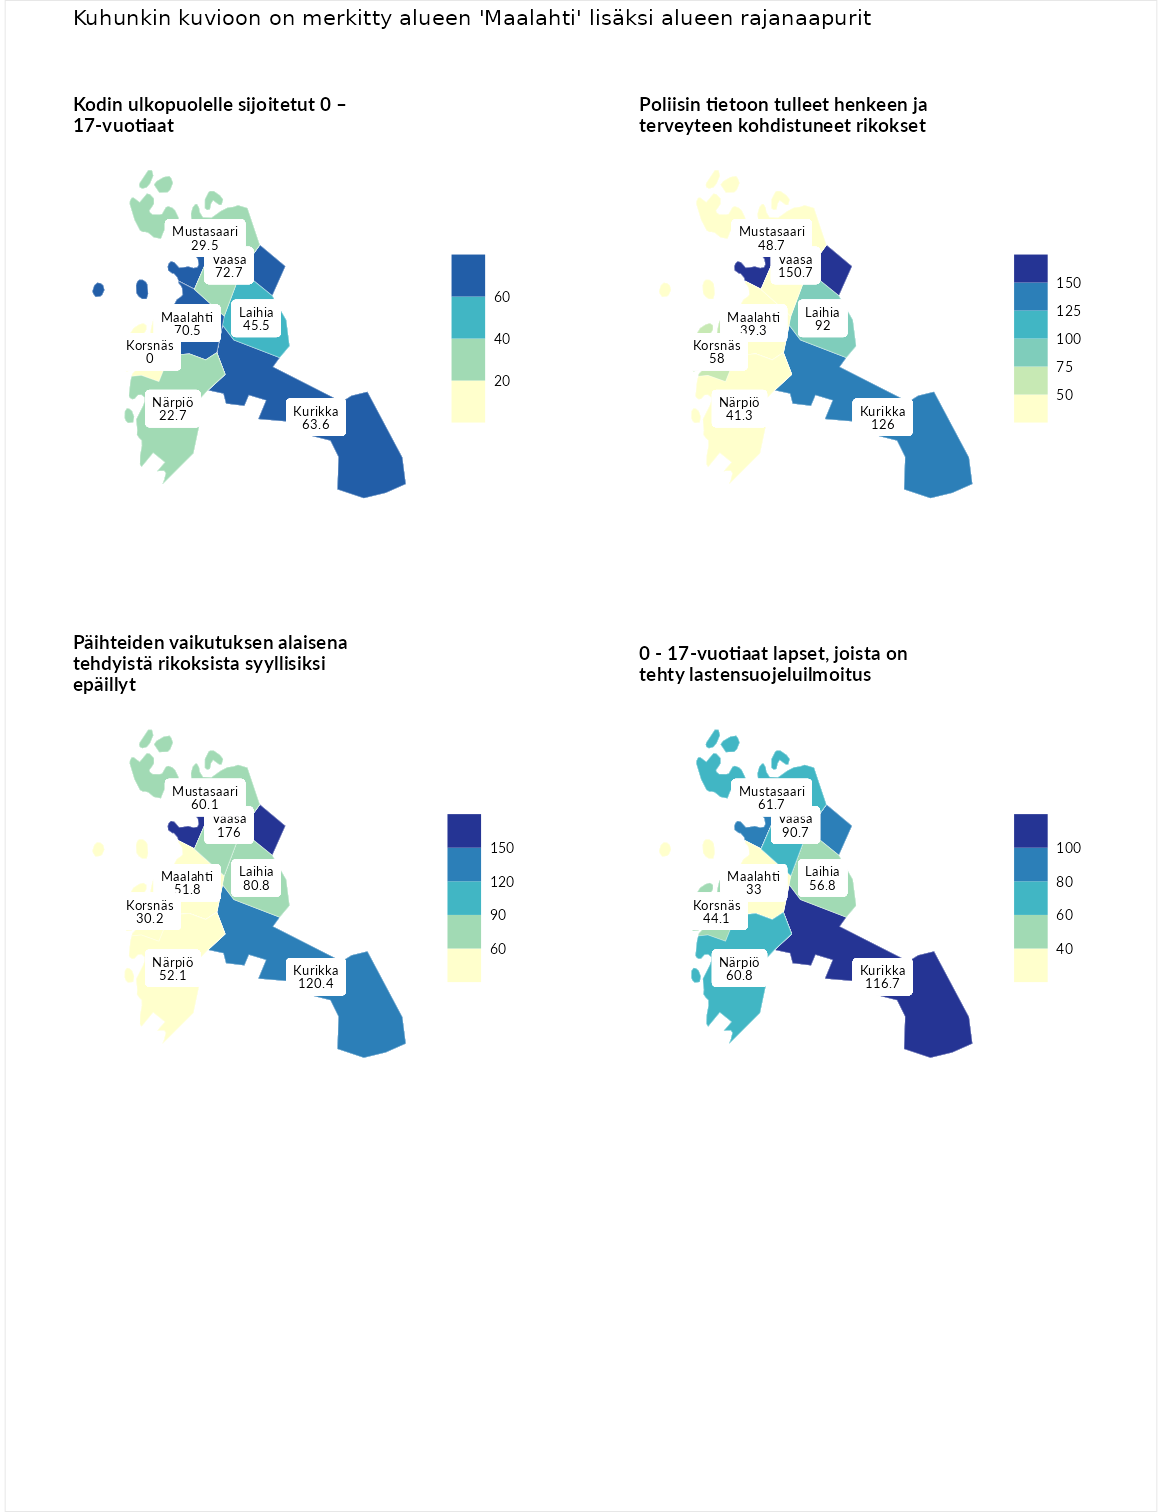 Kuhunkin kuvioon on merkitty alueen 'Maalahti' lisäksi alueen rajanaapurit
Kodin ulkopuolelle sijoitetut 0 –
17-vuotiaat
Mustasaari
29.5
Vaasa
72.7
Maalahti
70.5
Laihia
45.5
Korsnäs
0
Närpiö
22.7
Kurikka
63.6
60
40
20
Poliisin tietoon tulleet henkeen ja
terveyteen kohdistuneet rikokset
Mustasaari
48.7
Vaasa
150.7
Maalahti
39.3
Laihia
92
Korsnäs
58
Närpiö
41.3
Kurikka
126
150
125
100
75
50
Päihteiden vaikutuksen alaisena
tehdyistä rikoksista syyllisiksi
epäillyt
Mustasaari
60.1
Vaasa
176
Maalahti
51.8
Laihia
80.8
Korsnäs
30.2
Närpiö
52.1
Kurikka
120.4
150
120
90
60
0 - 17-vuotiaat lapset, joista on
tehty lastensuojeluilmoitus
Mustasaari
61.7
Vaasa
90.7
Maalahti
33
Laihia
56.8
Korsnäs
44.1
Närpiö
60.8
Kurikka
116.7
100
80
60
40